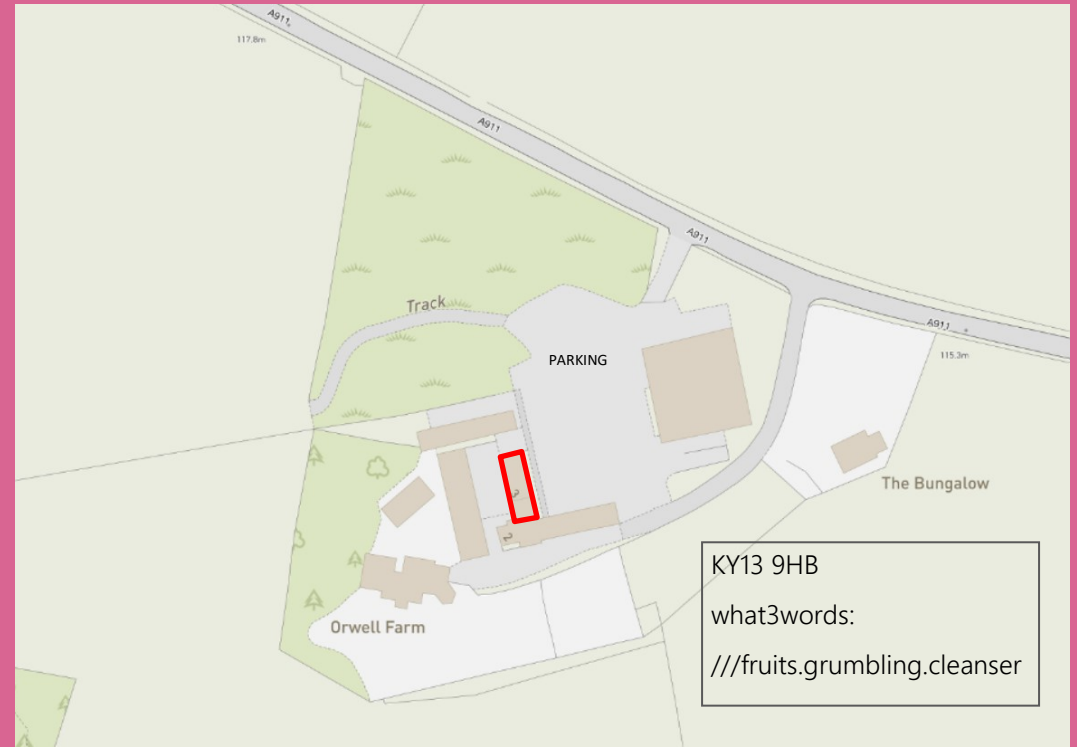 A911
117.8m
A911
A911
Track
PARKING
A911
115.3m
3
The Bungalow
2
KY13 9HB
what3words:
///fruits.grumbling.cleanser
Orwell Farm